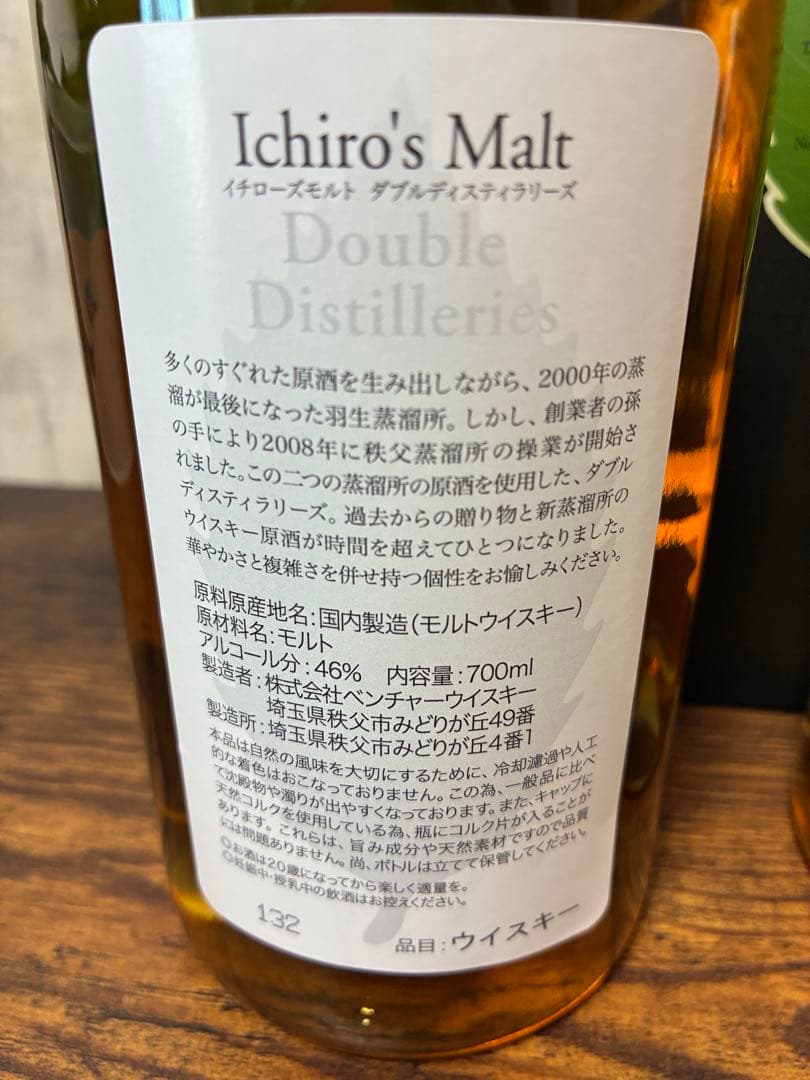 Ichiro's Malt
イチローズモルト ダブルディスティラリーズ
Double
Distilleries
多くのすぐれた原酒を生み出しながら、2000年の蒸
溜が最後になった羽生蒸溜所。しかし、創業者の孫
の手により2008年に秩父蒸溜所の操業が開始さ
れました。この二つの蒸溜所の原酒を使用した、ダブル
ディスティラリーズ。過去からの贈り物と新蒸溜所の
ウイスキー原酒が時間を超えてひとつになりました。
華やかさと複雑さを併せ持つ個性をお愉しみください。
原料原産地名：国内製造（モルトウイスキー）
原材料名：モルト
アルコール分：46%　内容量：700ml
製造者：株式会社ベンチャーウイスキー
埼玉県秩父市みどりが丘49番
製造所：埼玉県秩父市みどりが丘4番1
本品は自然の風味を大切にするために、冷却濾過や人工
的な着色はおこなっておりません。この為、一般品に比べ
て沈殿物や濁りが出やすくなっております。また、キャップに
天然コルクを使用している為、瓶にコルク片が入ることが
あります。これらは、旨み成分や天然素材ですので品質
には問題ありません。尚、ボトルは立てて保管してください。
◎お酒は20歳になってから楽しく適量を。
◎妊娠中・授乳中の飲酒はお控えください。
132
品目：ウイスキー